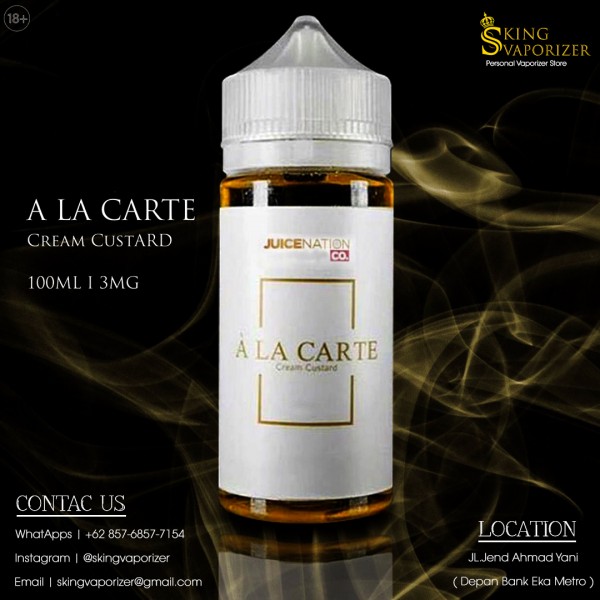 18+
SKING
VAPORIZER
Personal Vaporizer Store
A LA CARTE
CREAM CUSTARD
100ML I 3MG
JUICENATION
CO.
À LA CARTE
Cream Custard
CONTAC US
WhatApps | +62 857-6857-7154
Instagram | @skingvaporizer
Email | skingvaporizer@gmail.com
LOCATION
JL.Jend Ahmad Yani
( Depan Bank Eka Metro )